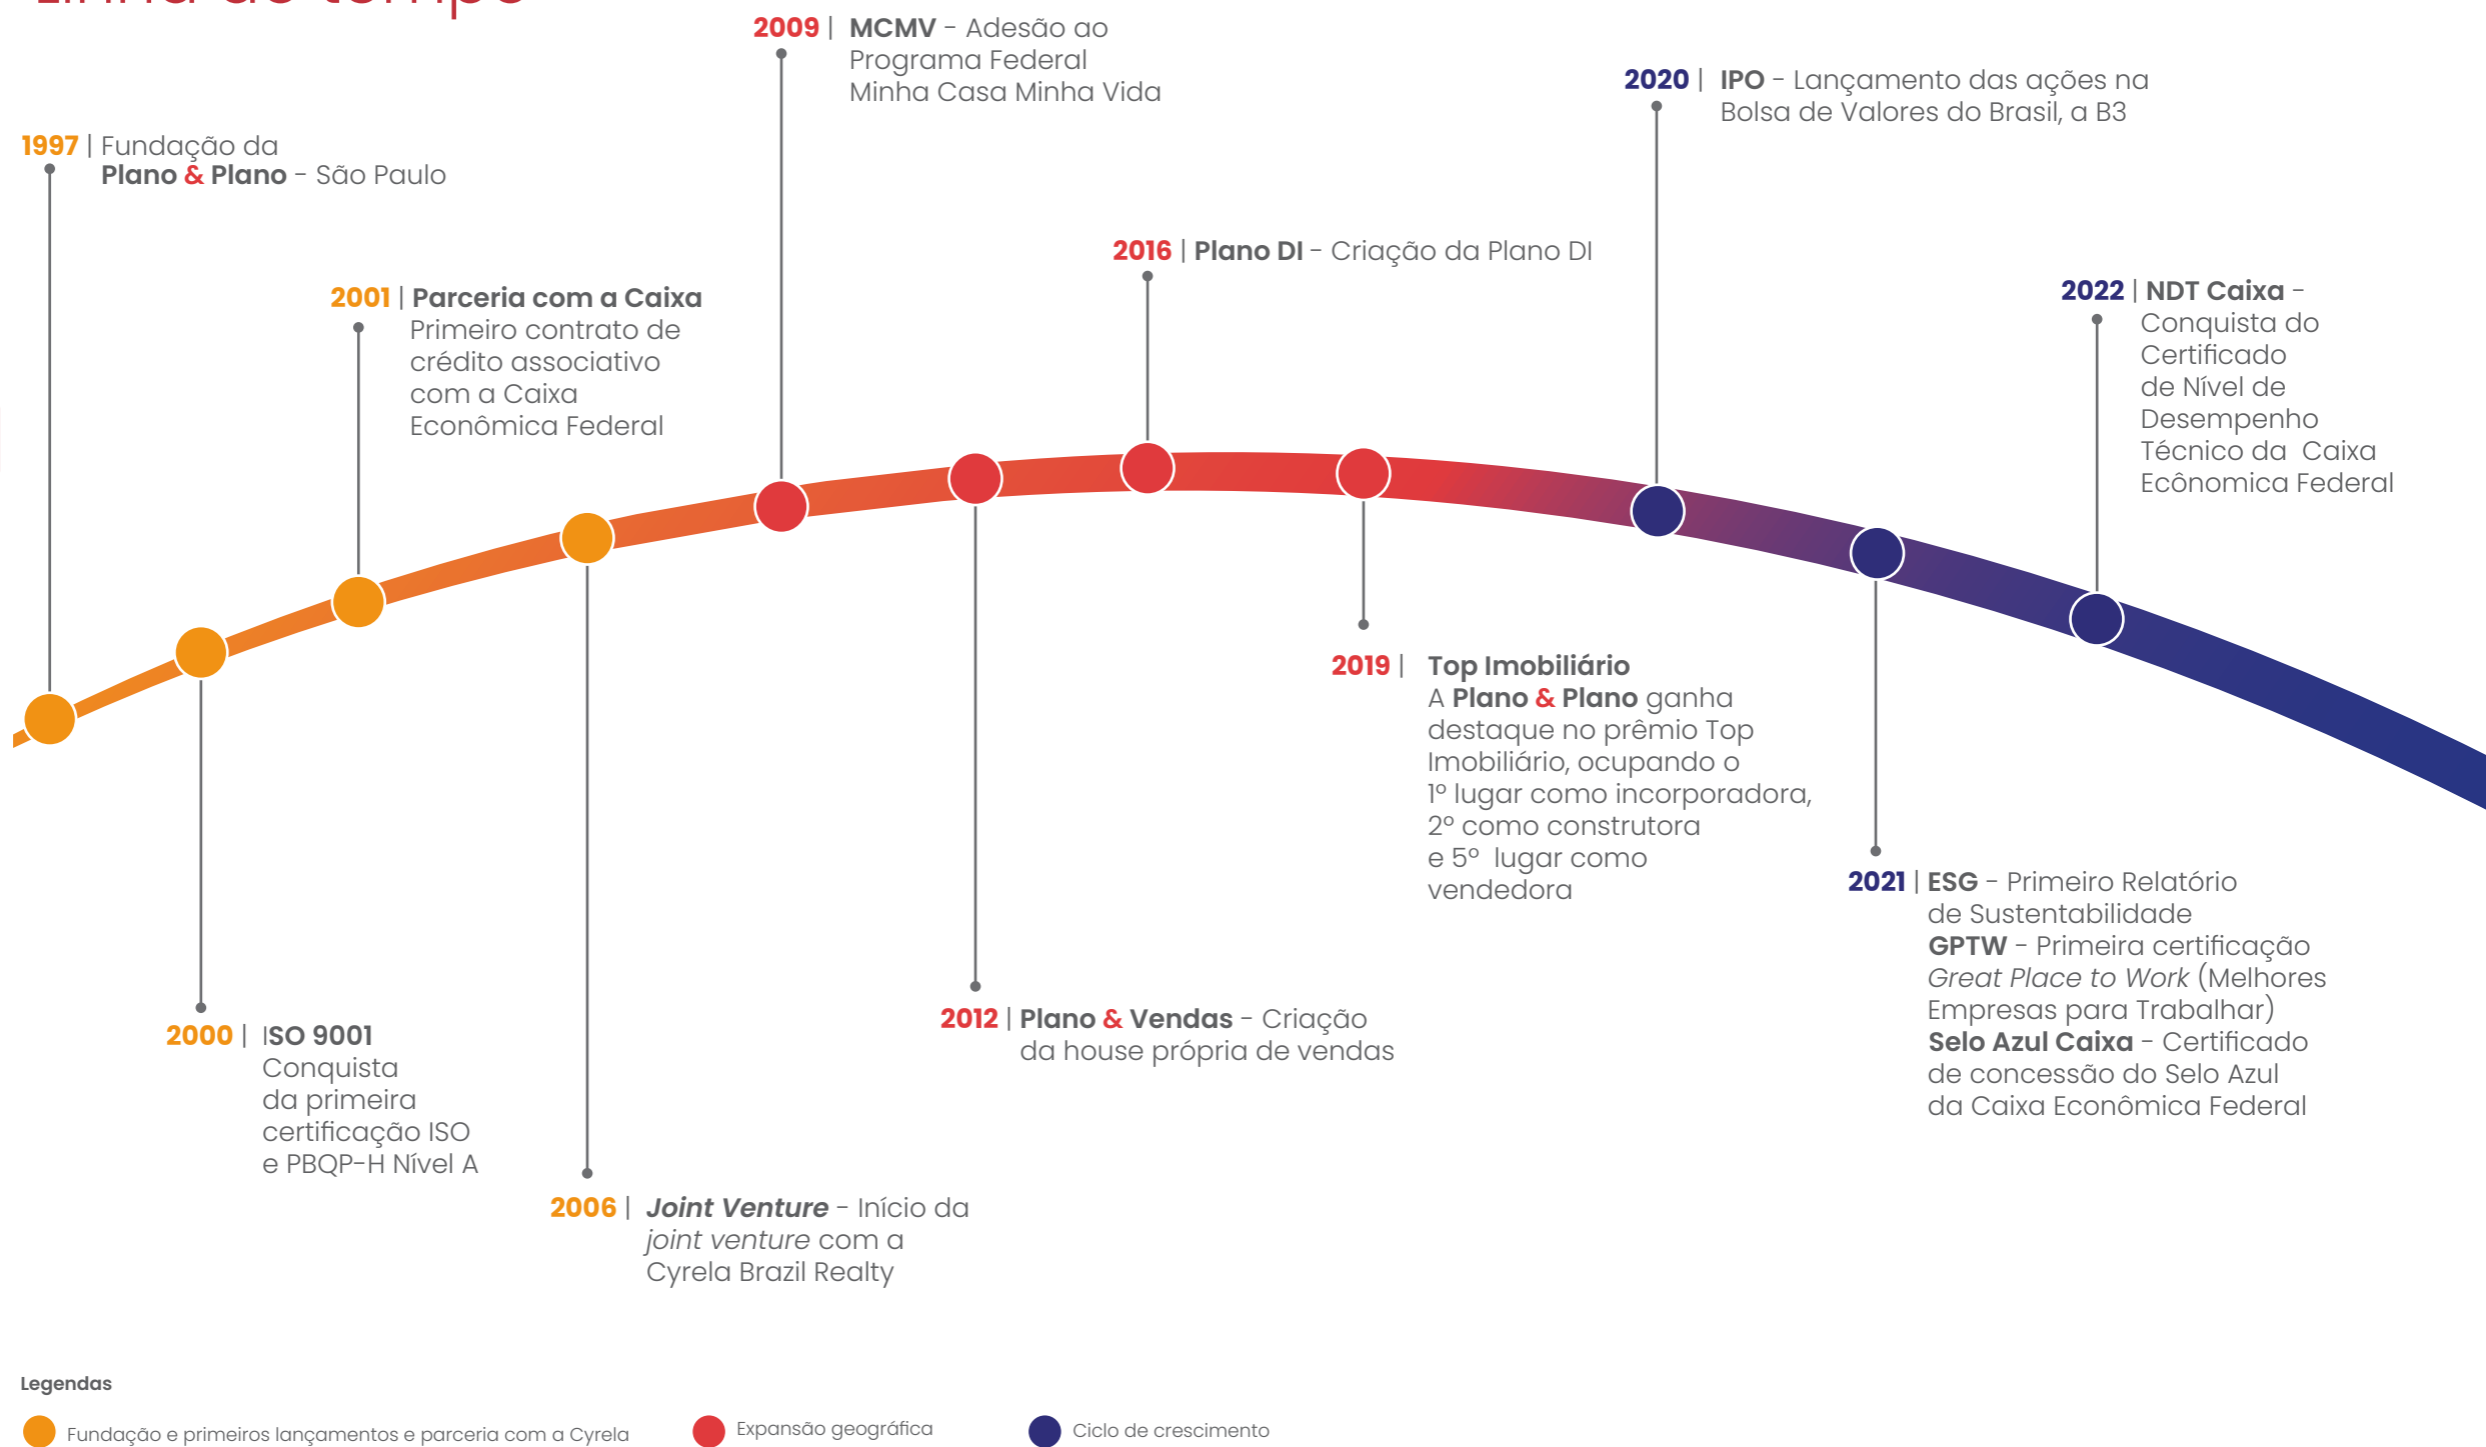 Linha do tempo
1997 | Fundação da
Plano & Plano - São Paulo
2000 | ISO 9001
Conquista
da primeira
certificação ISO
e PBQP-H Nível A
2001 | Parceria com a Caixa
Primeiro contrato de
crédito associativo
com a Caixa
Econômica Federal
2006 | Joint Venture - Início da
joint venture com a
Cyrela Brazil Realty
2009 | MCMV - Adesão ao
Programa Federal
Minha Casa Minha Vida
2012 | Plano & Vendas - Criação
da house própria de vendas
2016 | Plano DI - Criação da Plano DI
2019 | Top Imobiliário
A Plano & Plano ganha
destaque no prêmio Top
Imobiliário, ocupando o
1º lugar como incorporadora,
2º como construtora
e 5º lugar como
vendedora
2020 | IPO - Lançamento das ações na
Bolsa de Valores do Brasil, a B3
2021 | ESG - Primeiro Relatório
de Sustentabilidade
GPTW - Primeira certificação
Great Place to Work (Melhores
Empresas para Trabalhar)
Selo Azul Caixa - Certificado
de concessão do Selo Azul
da Caixa Econômica Federal
2022 | NDT Caixa -
Conquista do
Certificado
de Nível de
Desempenho
Técnico da Caixa
Ecônomica Federal
Legendas
Fundação e primeiros lançamentos e parceria com a Cyrela
Expansão geográfica
Ciclo de crescimento